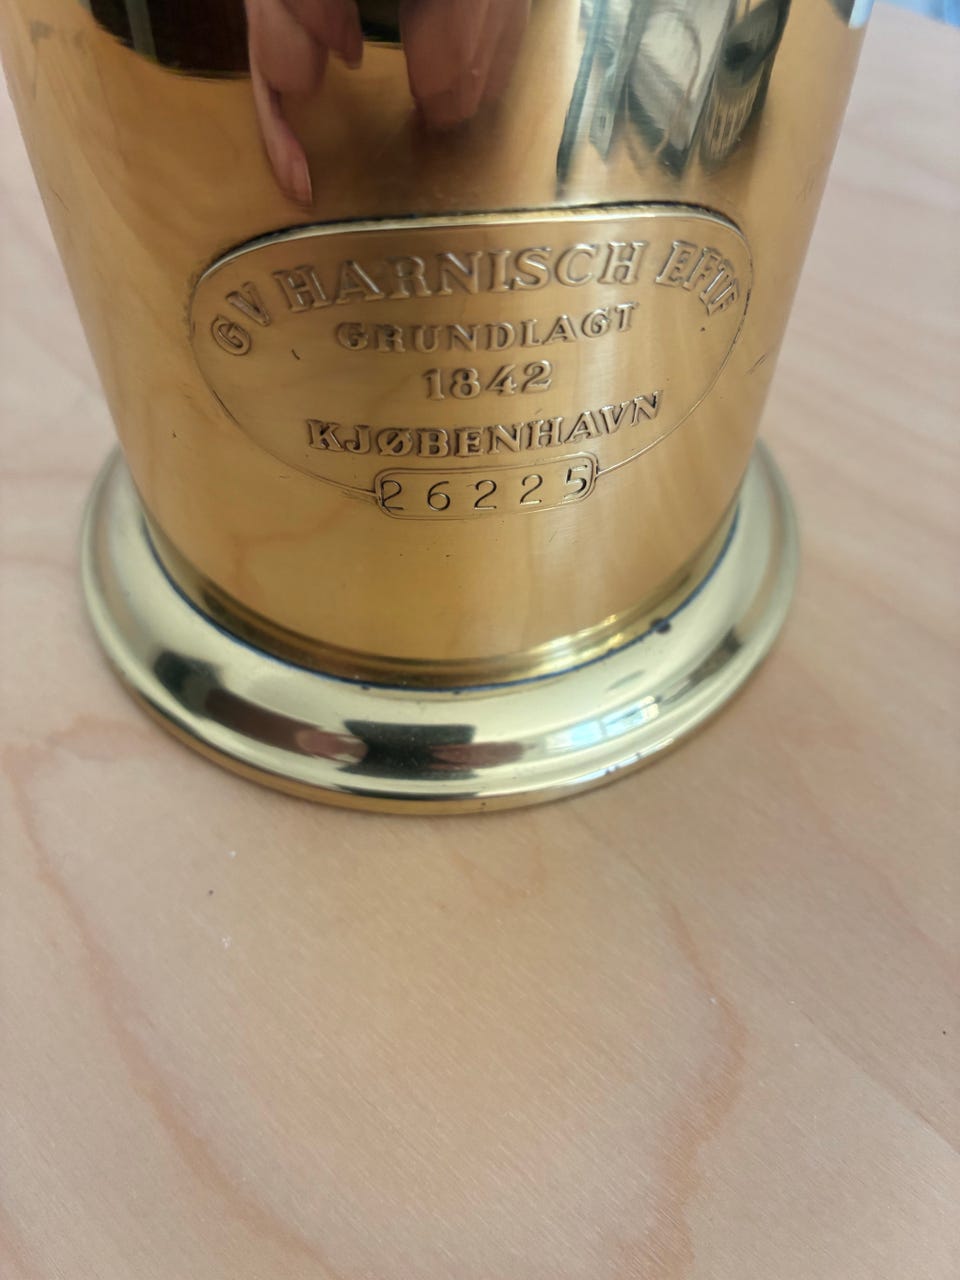 GV HARNISCH EFTF
GRUNDLAGT
1842
KJØBENHAVN
26225